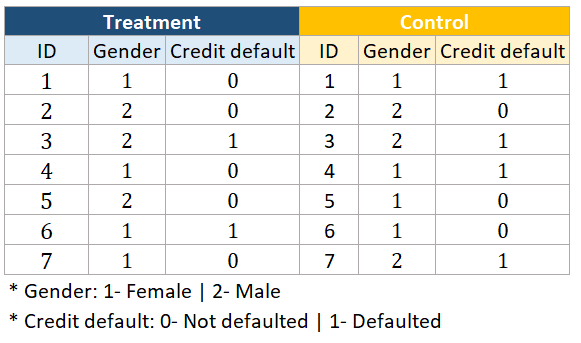 Treatment Control
ID Gender Credit default ID Gender Credit default
1 1 0 1 1 1
2 2 0 2 2 0
3 2 1 3 2 1
4 1 0 4 1 1
5 2 0 5 1 0
6 1 1 6 1 0
7 1 0 7 2 1
* Gender: 1- Female | 2- Male
* Credit default: 0- Not defaulted | 1- Defaulted